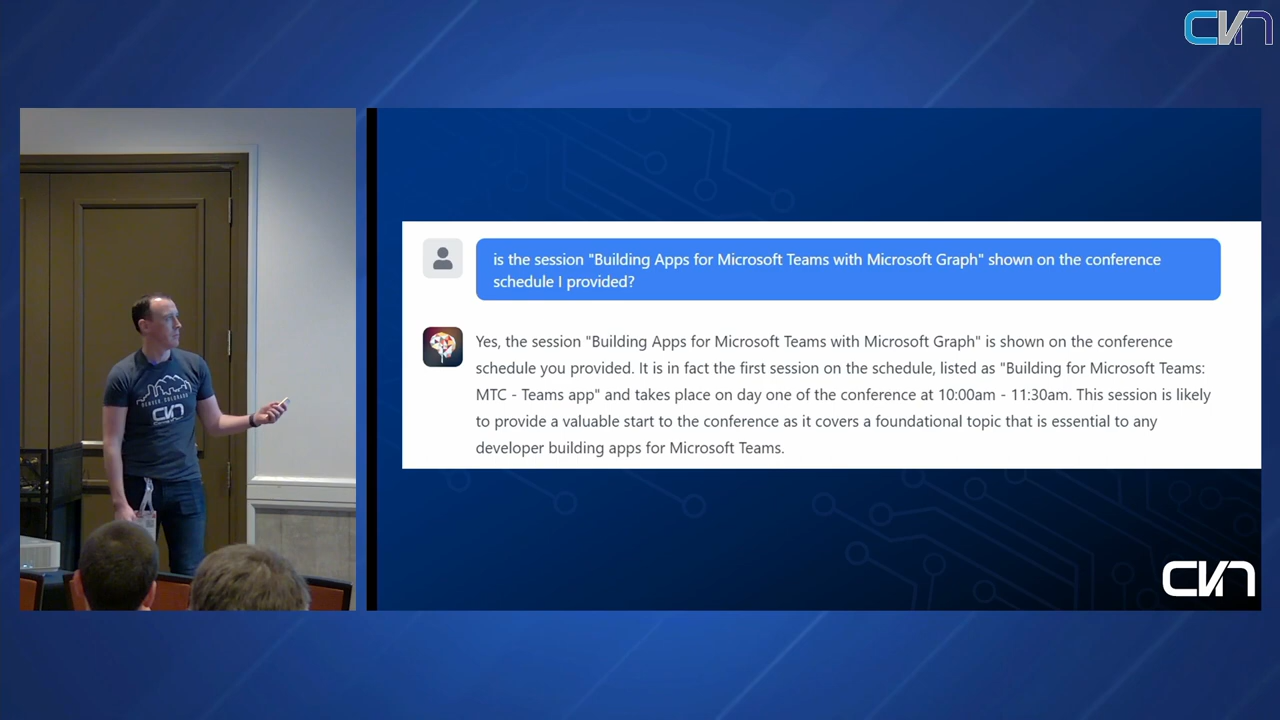 CVN
is the session "Building Apps for Microsoft Teams with Microsoft Graph" shown on the conference
schedule I provided?
Yes, the session "Building Apps for Microsoft Teams with Microsoft Graph" is shown on the conference
schedule you provided. It is in fact the first session on the schedule, listed as "Building for Microsoft Teams:
MTC - Teams app" and takes place on day one of the conference at 10:00am - 11:30am. This session is likely
to provide a valuable start to the conference as it covers a foundational topic that is essential to any
developer building apps for Microsoft Teams.
DENVER, COLORADO
CVN
CVN